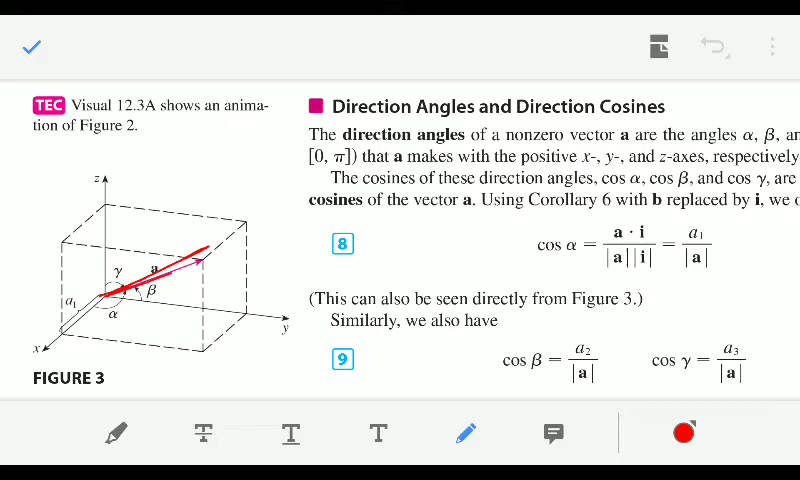 TEC Visual 12.3A shows an anima-
tion of Figure 2.
z
γ
a
β
a₁
α
x
y
FIGURE 3
Direction Angles and Direction Cosines
The direction angles of a nonzero vector a are the angles α, β, an
[0, π]) that a makes with the positive x-, y-, and z-axes, respectively
The cosines of these direction angles, cos α, cos β, and cos γ, are
cosines of the vector a. Using Corollary 6 with b replaced by i, we o
8 cos α = a · i / |a||i| = a₁ / |a|
(This can also be seen directly from Figure 3.)
Similarly, we also have
9 cos β = a₂ / |a| cos γ = a₃ / |a|
T T T